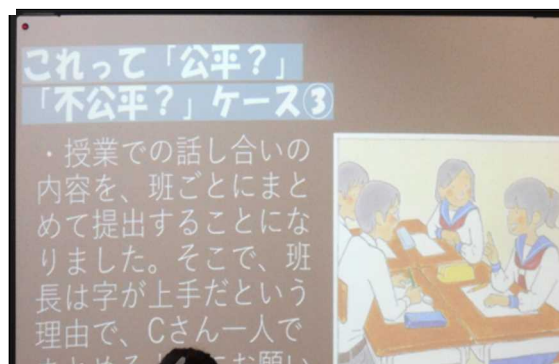 これって「公平？」
「不公平？」ケース③
・授業での話し合いの
内容を、班ごとにまと
めて提出することにな
りました。そこで、班
長は字が上手だという
理由で、Cさん一人で